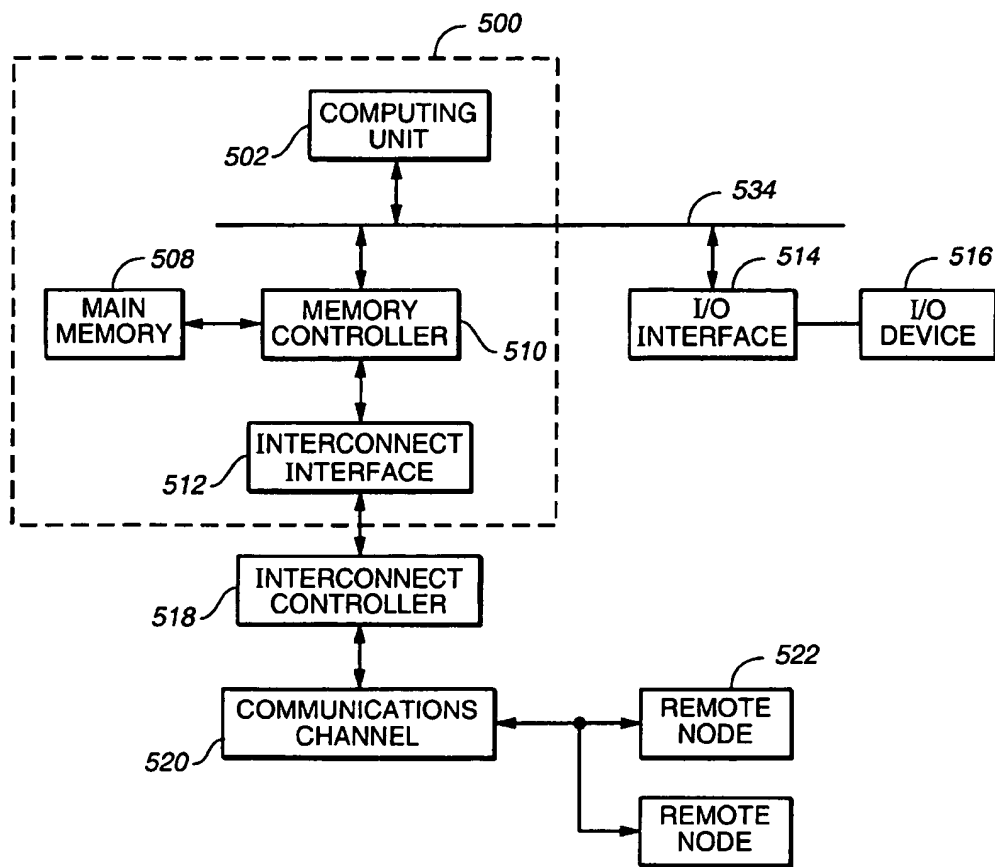 500
COMPUTING
UNIT
502
534
508
514
516
MAIN
MEMORY
MEMORY
CONTROLLER
510
I/O
INTERFACE
I/O
DEVICE
INTERCONNECT
INTERFACE
512
INTERCONNECT
CONTROLLER
518
522
COMMUNICATIONS
CHANNEL
520
REMOTE
NODE
REMOTE
NODE